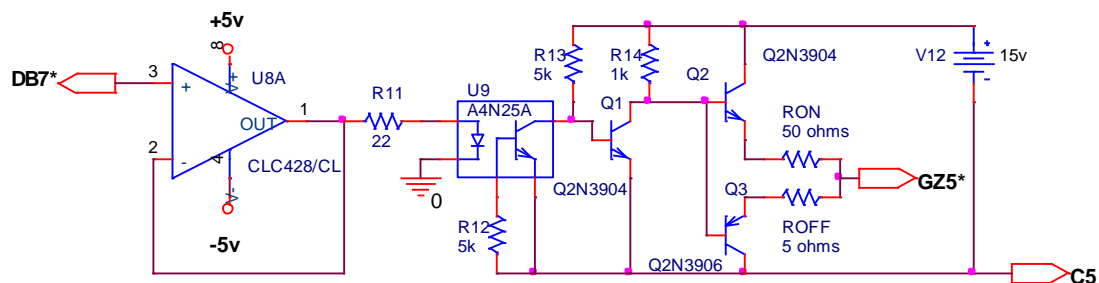 +5v
DB7*
3
2
+
-
8
V+
U8A
OUT
1
4
V-
CLC428/CL
-5v
R11
22
0
U9
A4N25A
R12
5k
R13
5k
R14
1k
Q1
Q2N3904
Q2N3904
Q2
RON
50 ohms
Q3
ROFF
5 ohms
Q2N3906
V12
15v
+
-
GZ5*
C5